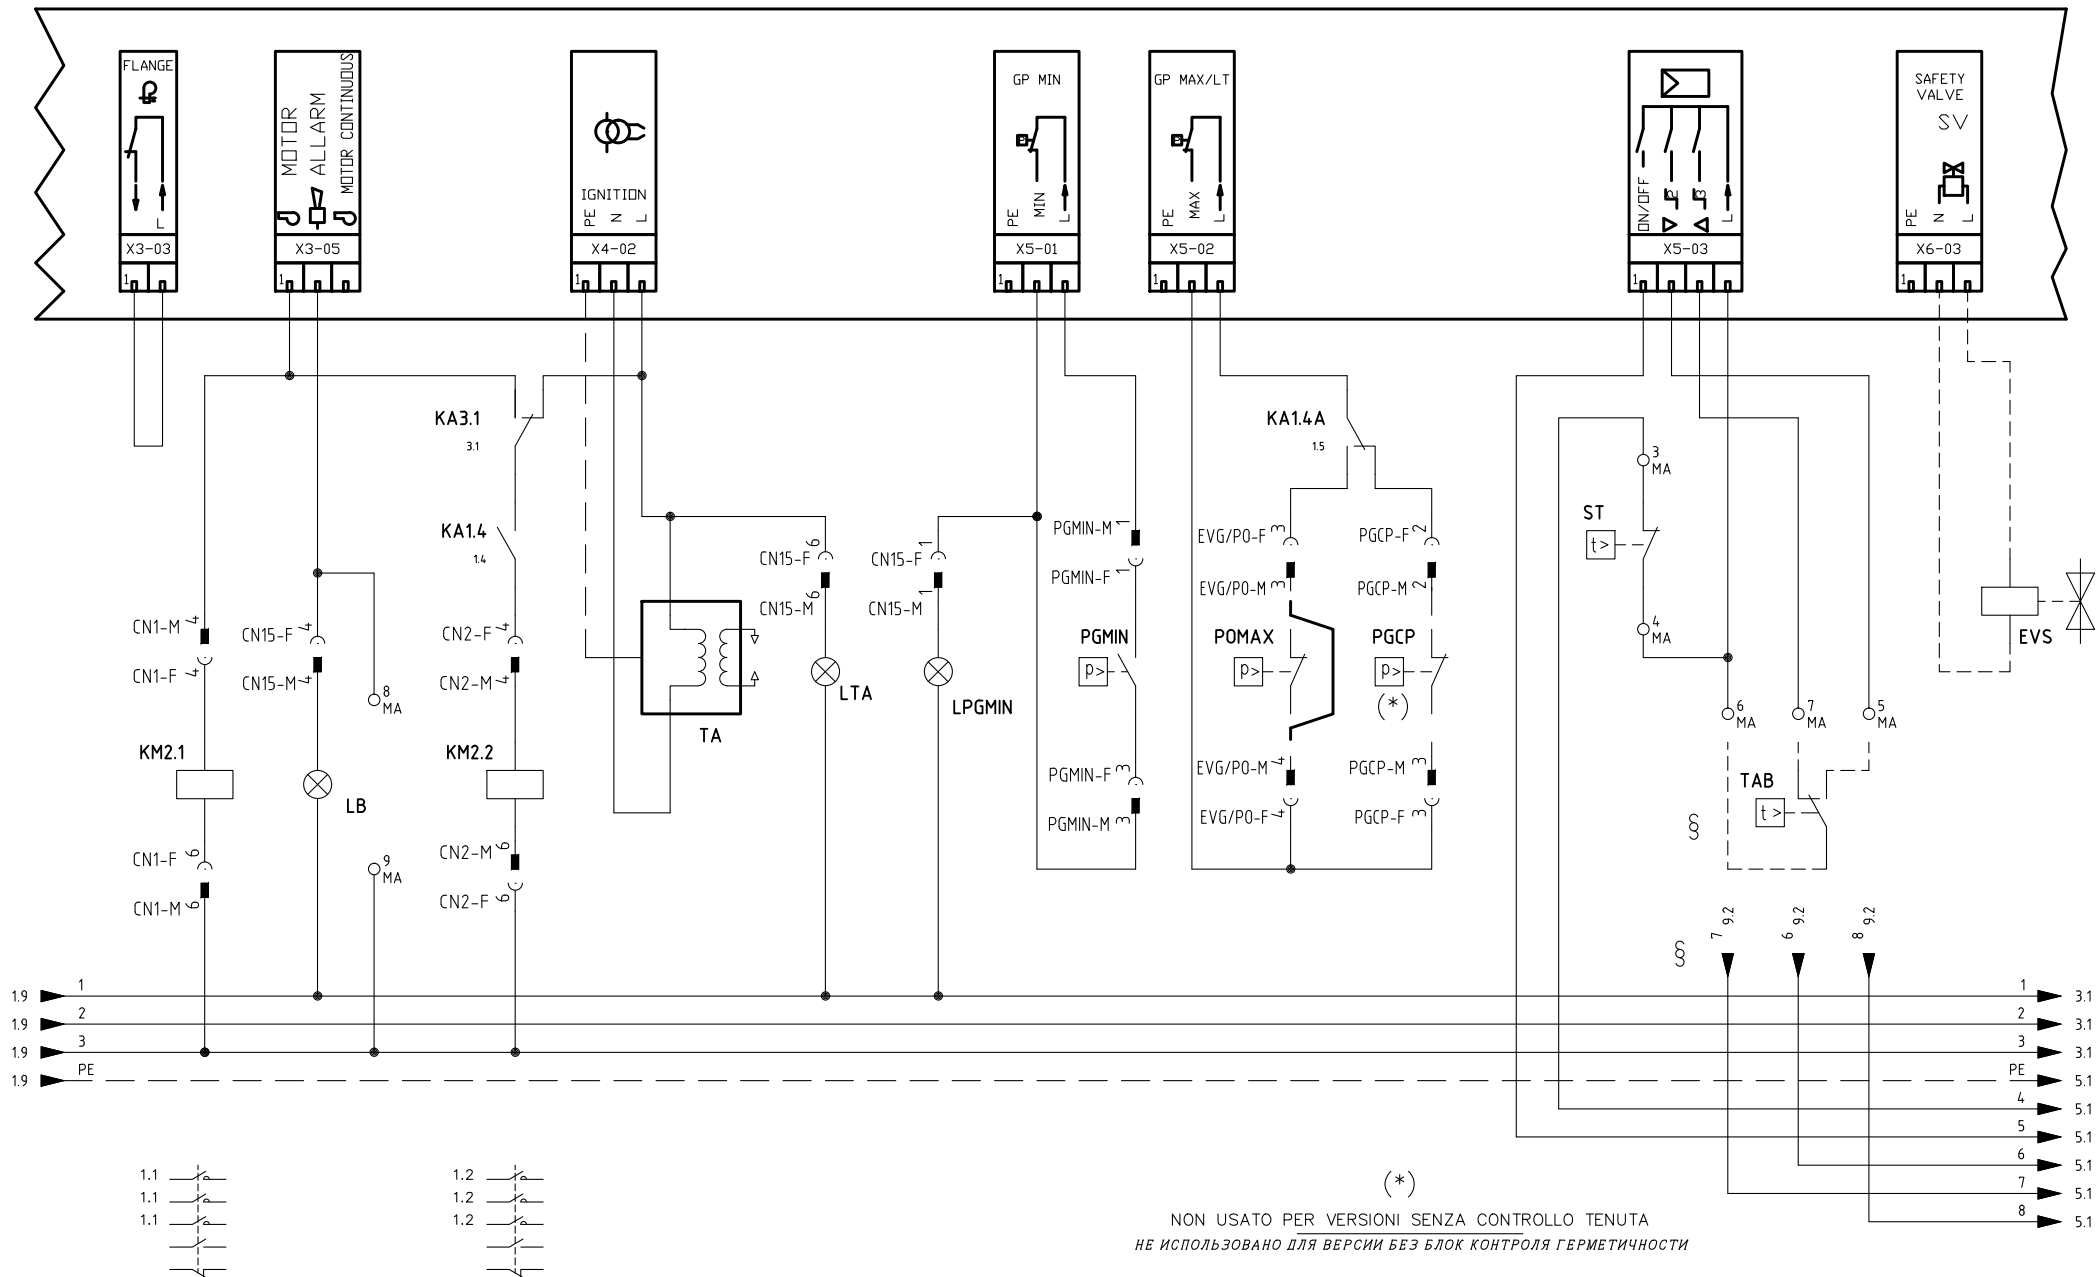 FLANGE
L
X3-03
1
MOTOR
ALLARM
MOTOR CONTINUOUS
X3-05
1
IGNITION
PE
N
L
X4-02
1
GP MIN
PE
MIN
L
X5-01
1
GP MAX/LT
PE
MAX
L
X5-02
1
ON/OFF
2
3
L
X5-03
1
SAFETY
VALVE
SV
PE
N
L
X6-03
1
KA3.1
3.1
KA1.4A
1.5
3
MA
KA1.4
1.4
ST
t>
PGMIN-M 1
PGMIN-F 1
EVG/PO-F 3
EVG/PO-M 3
PGCP-F 2
PGCP-M 2
CN15-F 6
CN15-M 6
CN15-F 1
CN15-M 1
CN1-M 4
CN1-F 4
CN15-F 4
CN15-M 4
CN2-F 4
CN2-M 4
PGMIN
p>
POMAX
p>
PGCP
p>
(*)
4
MA
EVS
8
MA
LTA
LPGMIN
TA
6
MA
7
MA
5
MA
KM2.1
LB
KM2.2
PGMIN-F 3
PGMIN-M 3
EVG/PO-M 4
EVG/PO-F 4
PGCP-M 3
PGCP-F 3
TAB
t>
§
CN1-F 6
CN1-M 6
9
MA
CN2-M 6
CN2-F 6
§
7 9.2
6 9.2
8 9.2
1.9 1 1 3.1
1.9 2 2 3.1
1.9 3 3 3.1
1.9 PE PE 5.1
4 5.1
5 5.1
6 5.1
7 5.1
8 5.1
1.1
1.1
1.1
1.2
1.2
1.2
(*)
NON USATO PER VERSIONI SENZA CONTROLLO TENUTA
НЕ ИСПОЛЬЗОВАНО ДЛЯ ВЕРСИИ БЕЗ БЛОК КОНТРОЛЯ ГЕРМЕТИЧНОСТИ